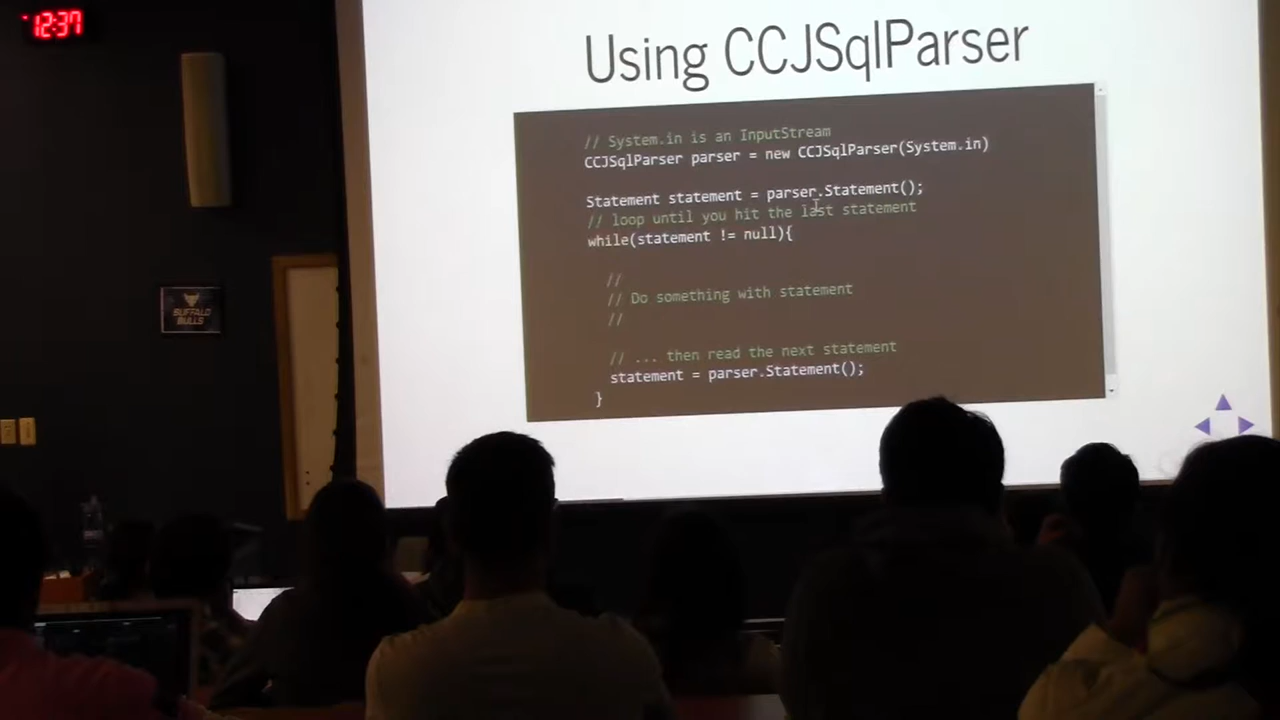 12:37
Using CCJSqlParser
// System.in is an InputStream
CCJSqlParser parser = new CCJSqlParser(System.in)
Statement statement = parser.Statement();
// loop until you hit the last statement
while(statement != null){
//
// Do something with statement
//
// ... then read the next statement
statement = parser.Statement();
}
BUFFALO
BULLS